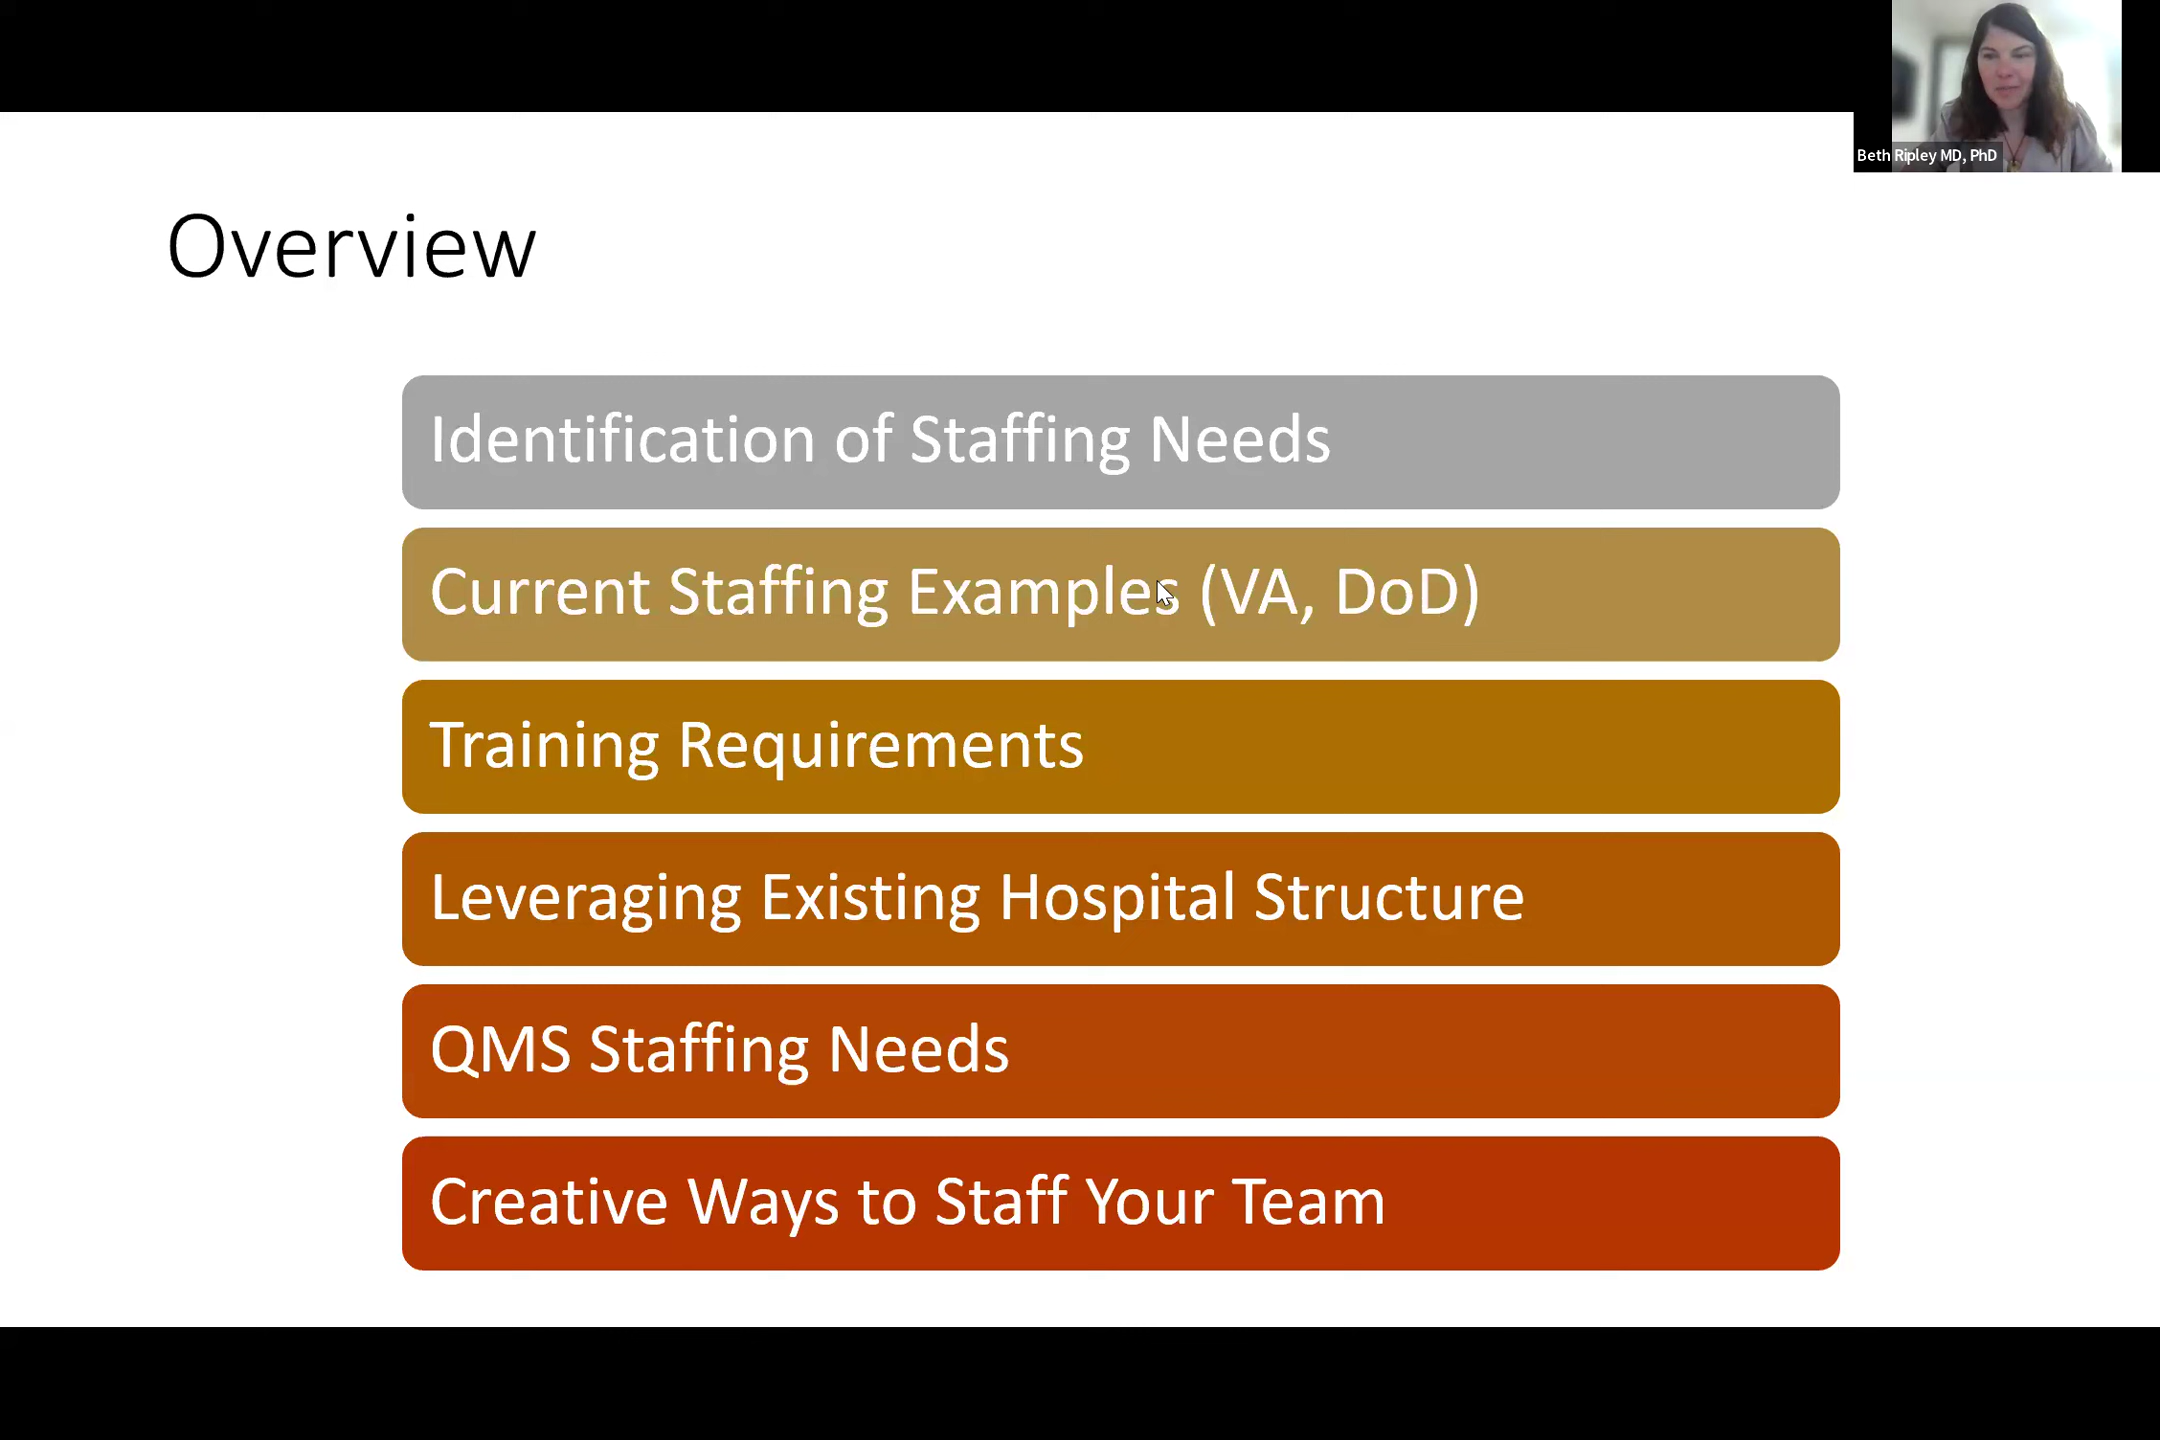 Beth Ripley MD, PhD
Overview
Identification of Staffing Needs
Current Staffing Examples (VA, DoD)
Training Requirements
Leveraging Existing Hospital Structure
QMS Staffing Needs
Creative Ways to Staff Your Team